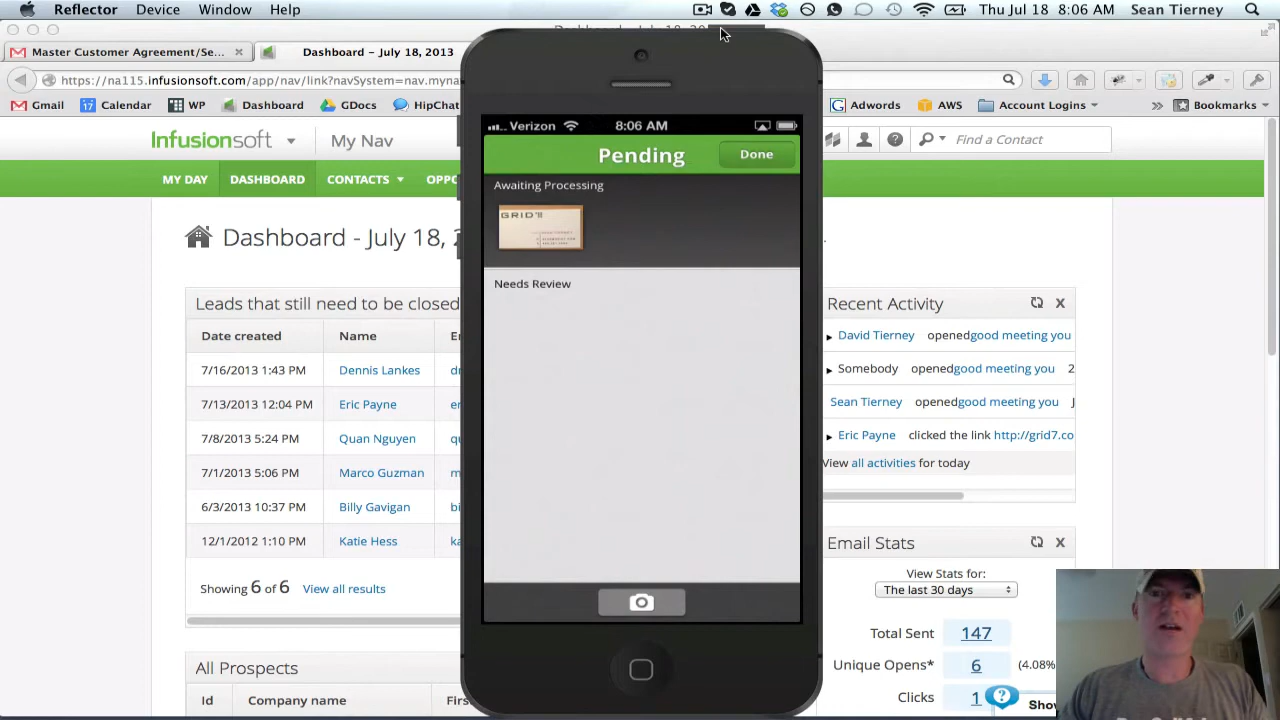 Reflector Device Window Help Thu Jul 18 8:06 AM Sean Tierney
Master Customer Agreement/Se...
Dashboard – July 18, 2013
https://na115.infusionsoft.com/app/nav/link?navSystem=nav.myna
Gmail Calendar WP Dashboard GDocs HipChat
Adwords AWS Account Logins Bookmarks
Infusionsoft My Nav
Find a Contact
MY DAY DASHBOARD CONTACTS OPPO
Dashboard - July 18, 2
Leads that still need to be closed
Date created Name
7/16/2013 1:43 PM Dennis Lankes
7/13/2013 12:04 PM Eric Payne
7/8/2013 5:24 PM Quan Nguyen
7/1/2013 5:06 PM Marco Guzman
6/3/2013 10:37 PM Billy Gavigan
12/1/2012 1:10 PM Katie Hess
Showing 6 of 6 View all results
All Prospects
Id Company name Firs
Verizon 8:06 AM
Pending Done
Awaiting Processing
GRID7
Needs Review
Recent Activity
David Tierney openedgood meeting you
Somebody openedgood meeting you 2
Sean Tierney openedgood meeting you J
Eric Payne clicked the link http://grid7.co
View all activities for today
Email Stats
View Stats for:
The last 30 days
Total Sent 147
Unique Opens* 6 (4.08%
Clicks 1
Show